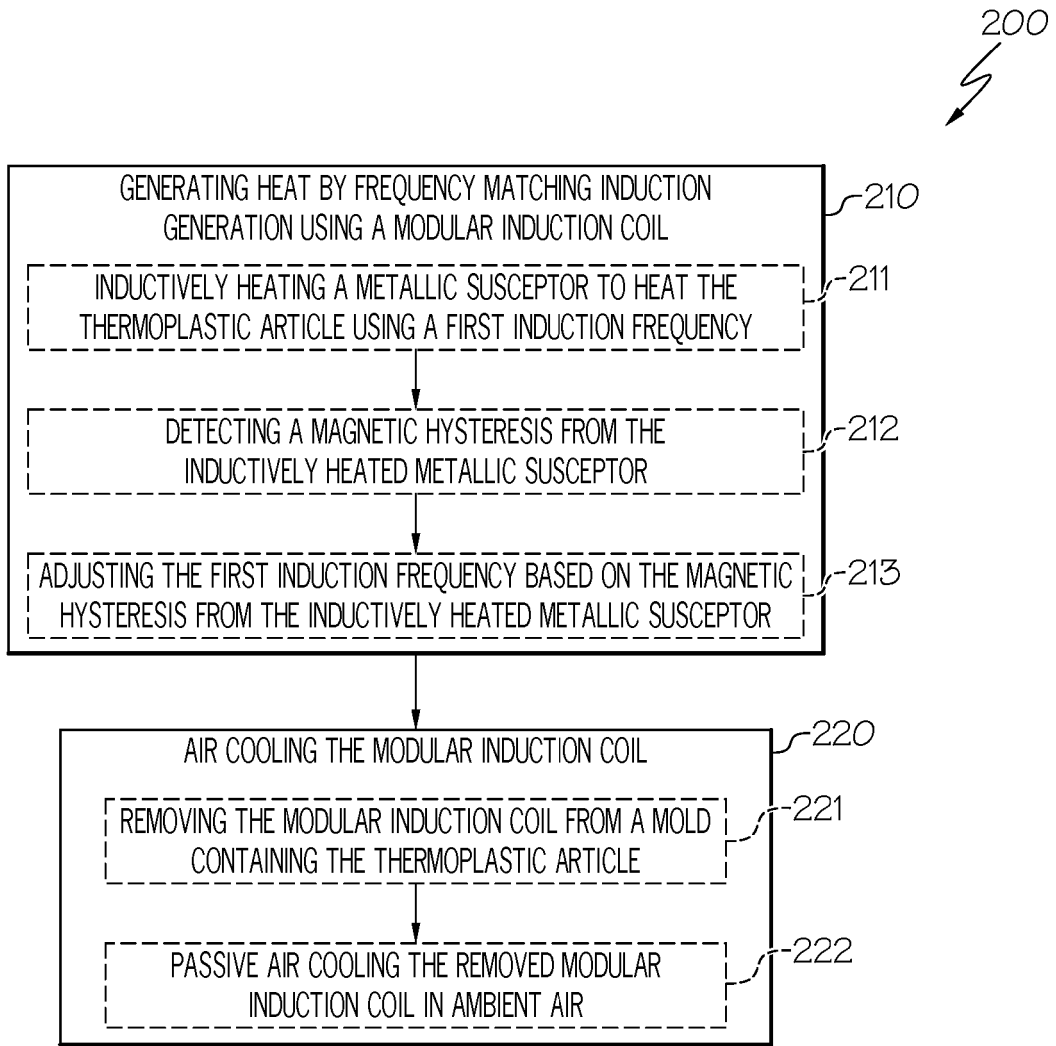 200
GENERATING HEAT BY FREQUENCY MATCHING INDUCTION
GENERATION USING A MODULAR INDUCTION COIL
210
INDUCTIVELY HEATING A METALLIC SUSCEPTOR TO HEAT THE
THERMOPLASTIC ARTICLE USING A FIRST INDUCTION FREQUENCY
211
DETECTING A MAGNETIC HYSTERESIS FROM THE
INDUCTIVELY HEATED METALLIC SUSCEPTOR
212
ADJUSTING THE FIRST INDUCTION FREQUENCY BASED ON THE MAGNETIC
HYSTERESIS FROM THE INDUCTIVELY HEATED METALLIC SUSCEPTOR
213
AIR COOLING THE MODULAR INDUCTION COIL
220
REMOVING THE MODULAR INDUCTION COIL FROM A MOLD
CONTAINING THE THERMOPLASTIC ARTICLE
221
PASSIVE AIR COOLING THE REMOVED MODULAR
INDUCTION COIL IN AMBIENT AIR
222